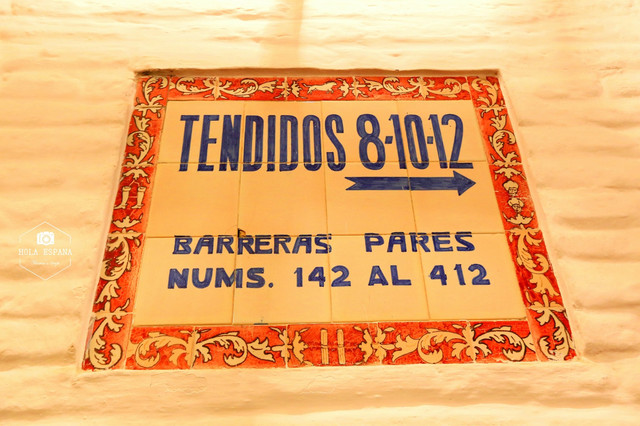 TENDIDOS 8-10-12
BARRERAS PARES
NUMS. 142 AL 412
HOLA ESPAÑA